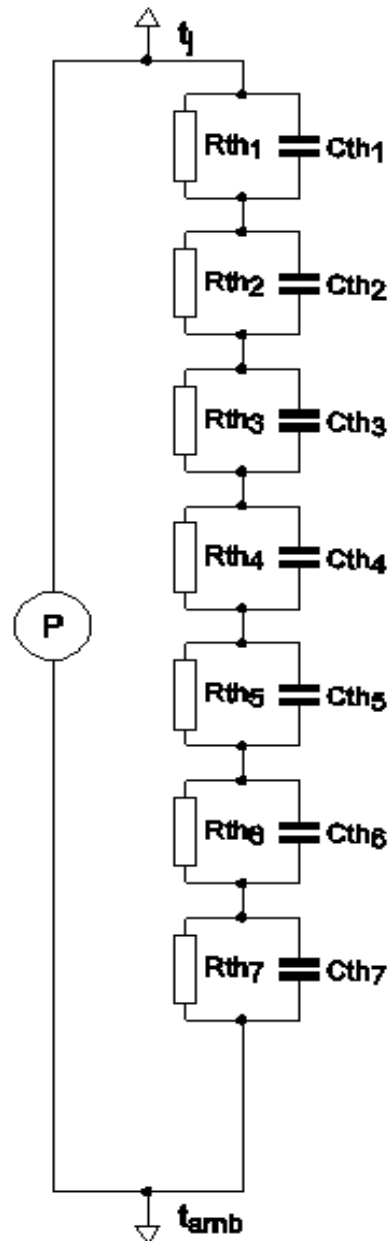 tj
Rth1 Cth1
Rth2 Cth2
Rth3 Cth3
Rth4 Cth4
P
Rth5 Cth5
Rth6 Cth6
Rth7 Cth7
tamb